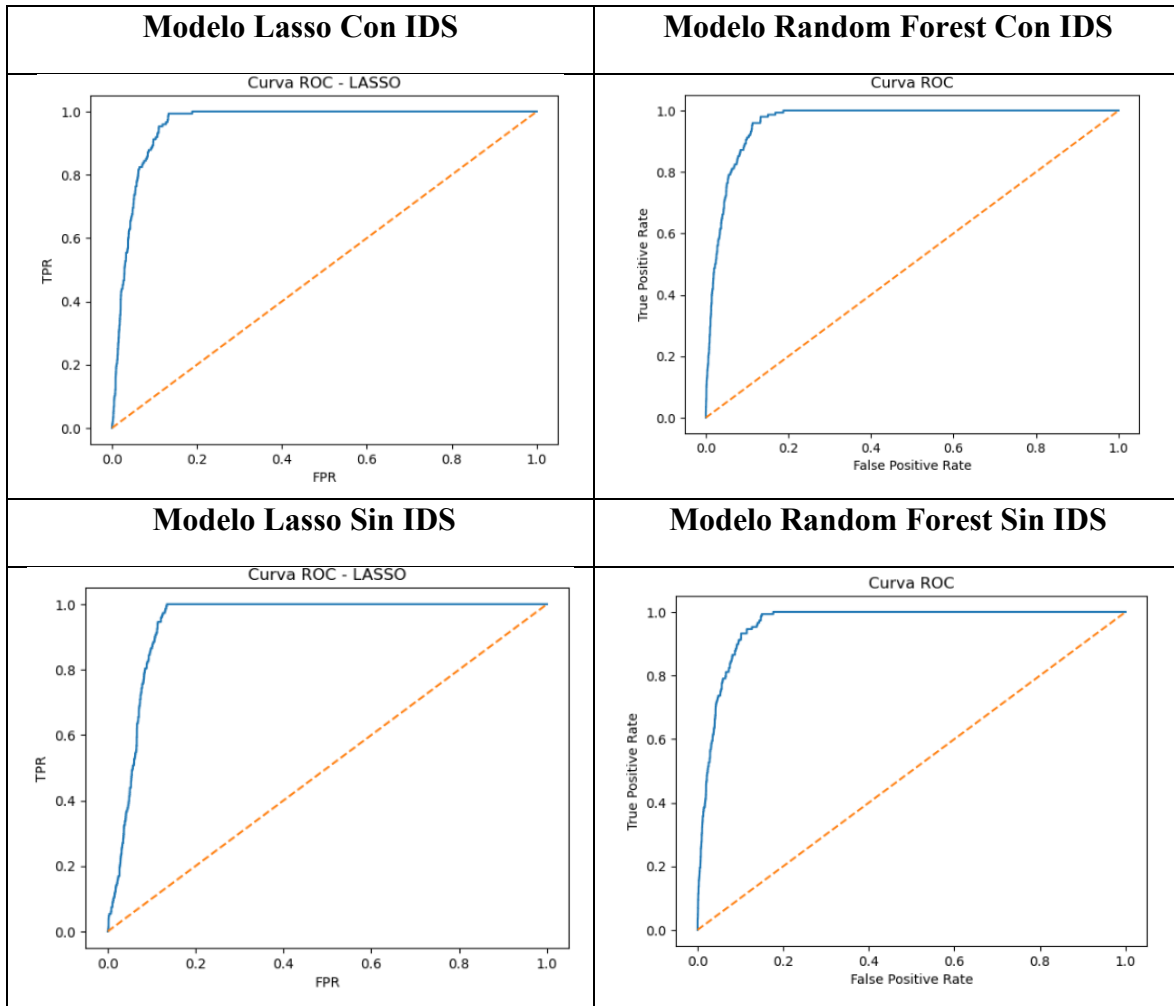 Modelo Lasso Con IDS
Modelo Random Forest Con IDS
Curva ROC - LASSO
1.0
0.8
0.6
0.4
0.2
0.0
TPR
0.0 0.2 0.4 0.6 0.8 1.0
FPR
Curva ROC
1.0
0.8
0.6
0.4
0.2
0.0
True Positive Rate
0.0 0.2 0.4 0.6 0.8 1.0
False Positive Rate
Modelo Lasso Sin IDS
Modelo Random Forest Sin IDS
Curva ROC - LASSO
1.0
0.8
0.6
0.4
0.2
0.0
TPR
0.0 0.2 0.4 0.6 0.8 1.0
FPR
Curva ROC
1.0
0.8
0.6
0.4
0.2
0.0
True Positive Rate
0.0 0.2 0.4 0.6 0.8 1.0
False Positive Rate